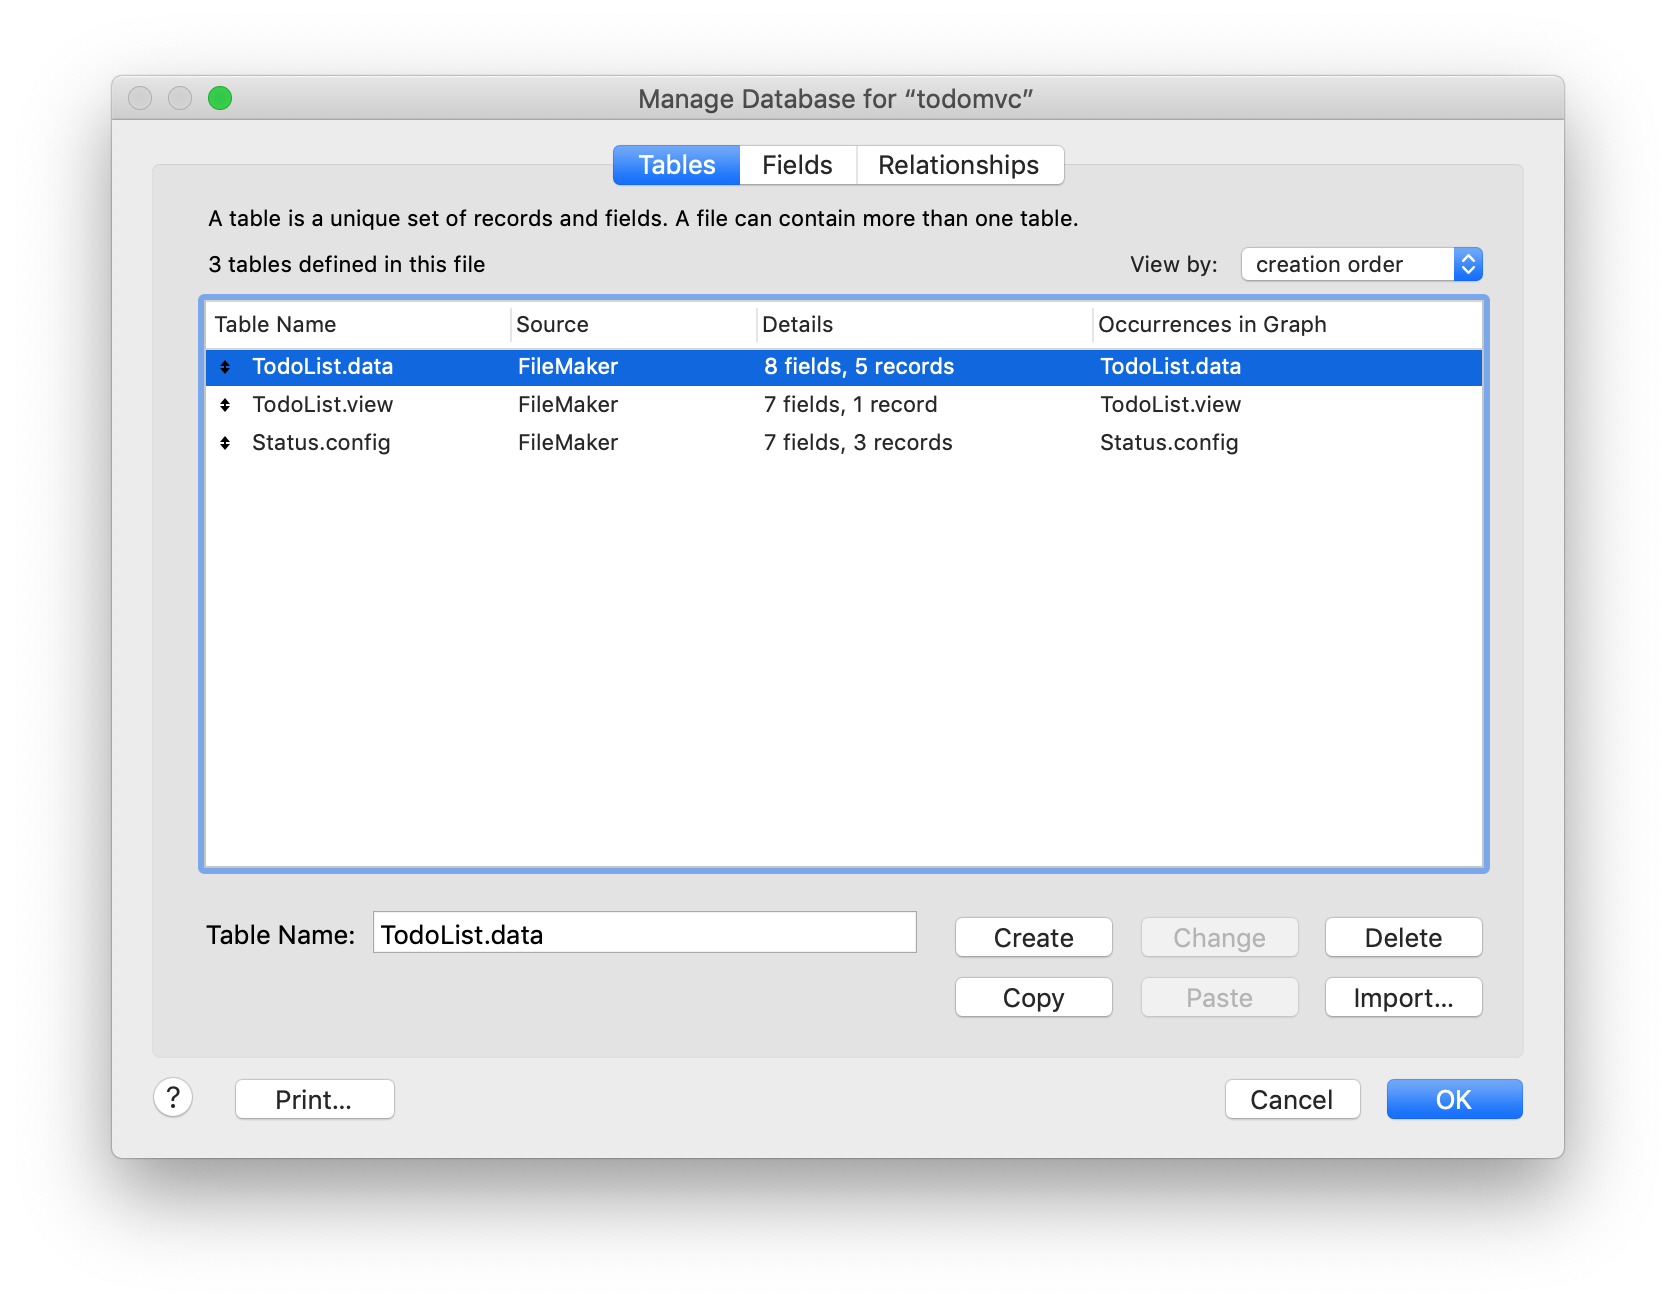 Manage Database for “todomvc”
Tables Fields Relationships
A table is a unique set of records and fields. A file can contain more than one table.
3 tables defined in this file View by: creation order
Table Name Source Details Occurrences in Graph
TodoList.data FileMaker 8 fields, 5 records TodoList.data
TodoList.view FileMaker 7 fields, 1 record TodoList.view
Status.config FileMaker 7 fields, 3 records Status.config
Table Name: TodoList.data Create Change Delete
Copy Paste Import...
? Print... Cancel OK